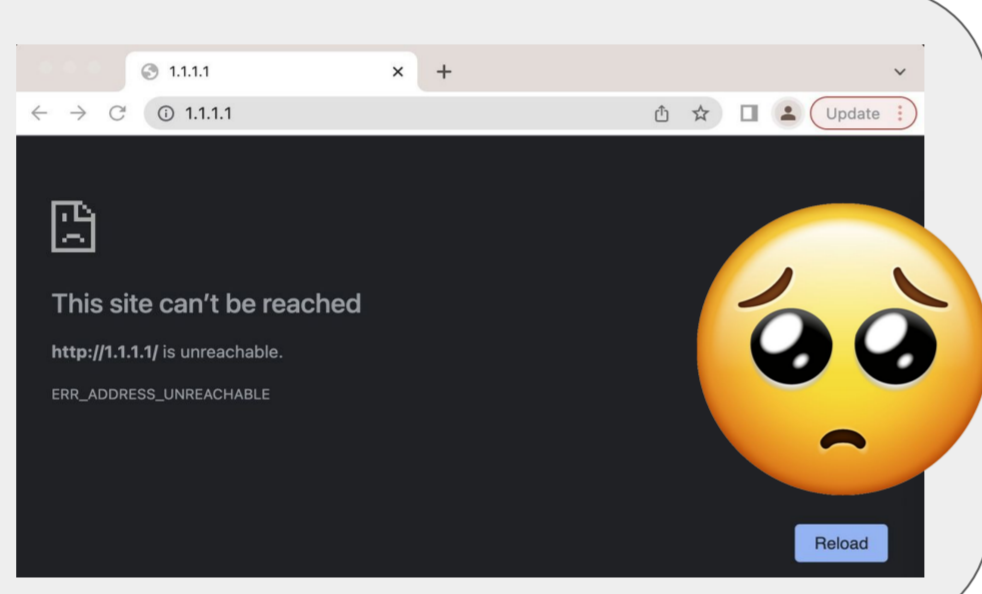 1.1.1.1
1.1.1.1
Update
This site can't be reached
http://1.1.1.1/ is unreachable.
ERR_ADDRESS_UNREACHABLE
Reload